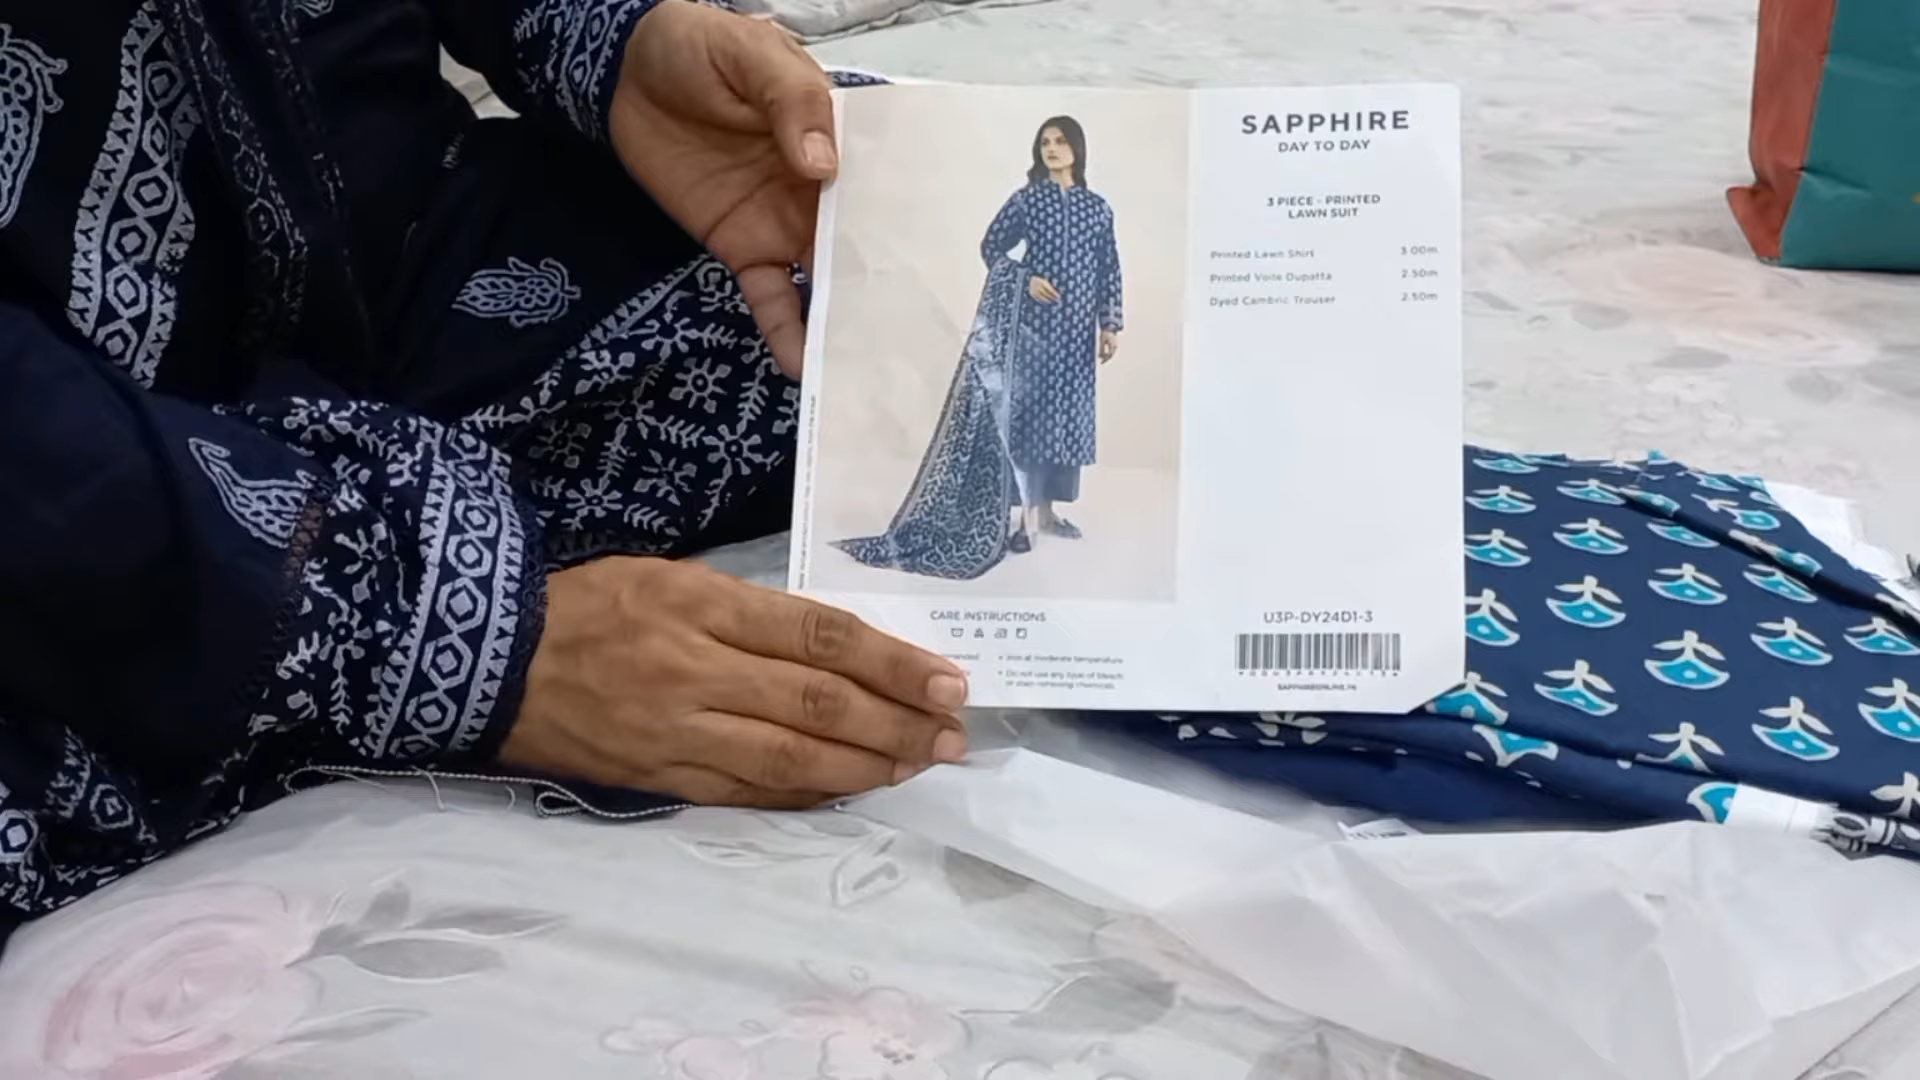 SAPPHIRE
DAY TO DAY
3 PIECE - PRINTED
LAWN SUIT
Printed Lawn Shirt 3.00m
Printed Voile Dupatta 2.50m
Dyed Cambric Trouser 2.50m
CARE INSTRUCTIONS
• Iron at moderate temperature
• Do not use any type of bleach
or stain removing chemicals
U3P-DY24D1-3
SAPPHIREONLINE.PK